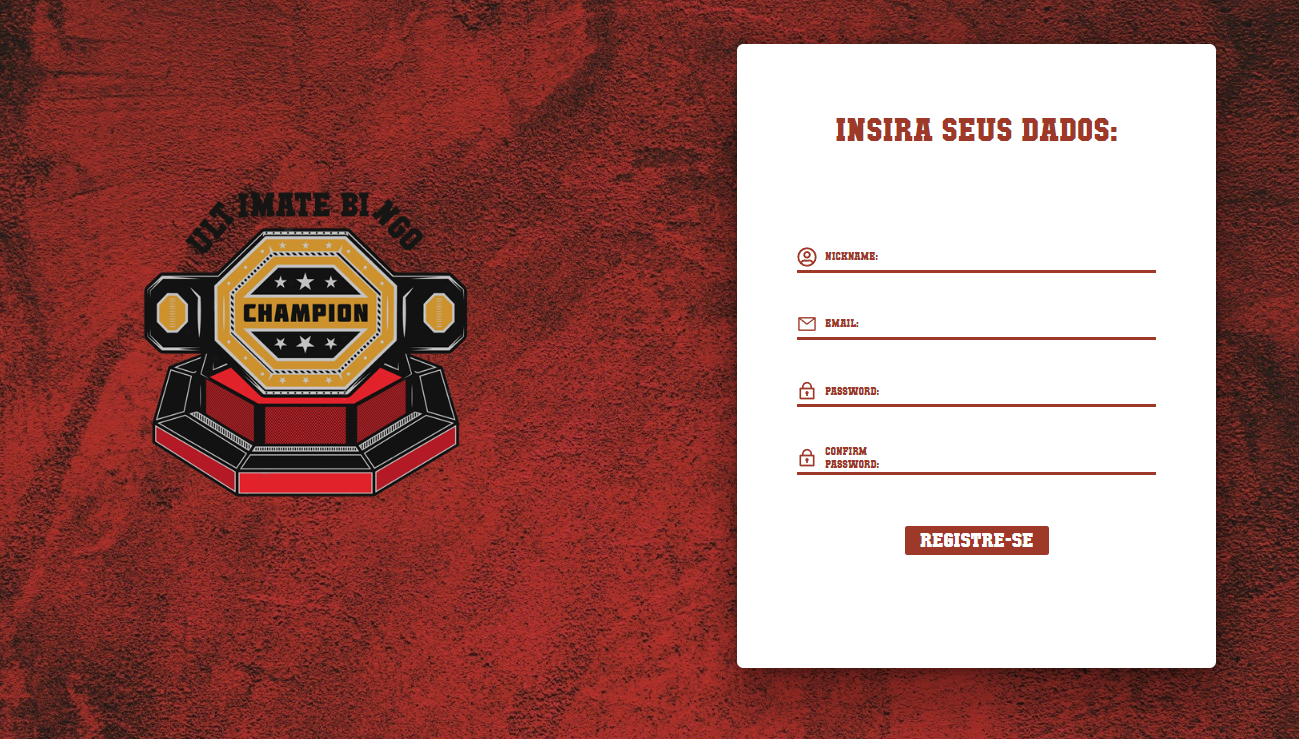 ULTIMATE BINGO
CHAMPION
INSIRA SEUS DADOS:
NICKNAME:
EMAIL:
PASSWORD:
CONFIRM
PASSWORD:
REGISTRE-SE